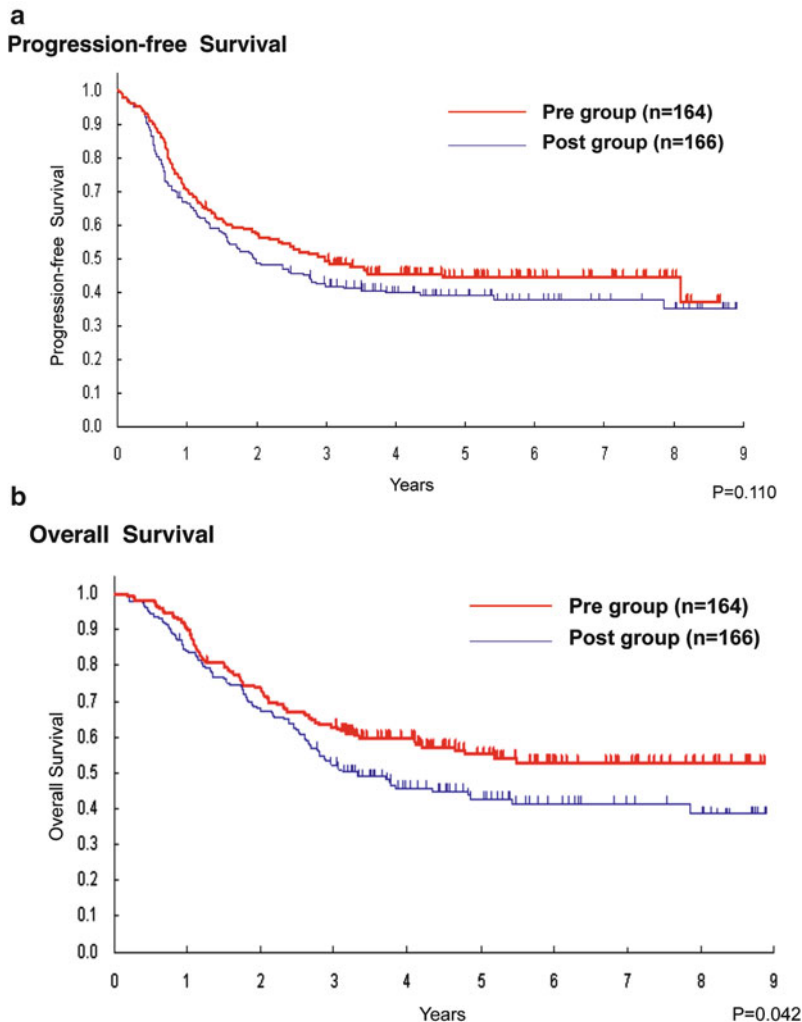 a
Progression-free Survival
Pre group (n=164)
Post group (n=166)
Progression-free Survival
1.0
0.9
0.8
0.7
0.6
0.5
0.4
0.3
0.2
0.1
0.0
0 1 2 3 4 5 6 7 8 9
Years
P=0.110
b
Overall Survival
Pre group (n=164)
Post group (n=166)
Overall Survival
1.0
0.9
0.8
0.7
0.6
0.5
0.4
0.3
0.2
0.1
0.0
0 1 2 3 4 5 6 7 8 9
Years
P=0.042